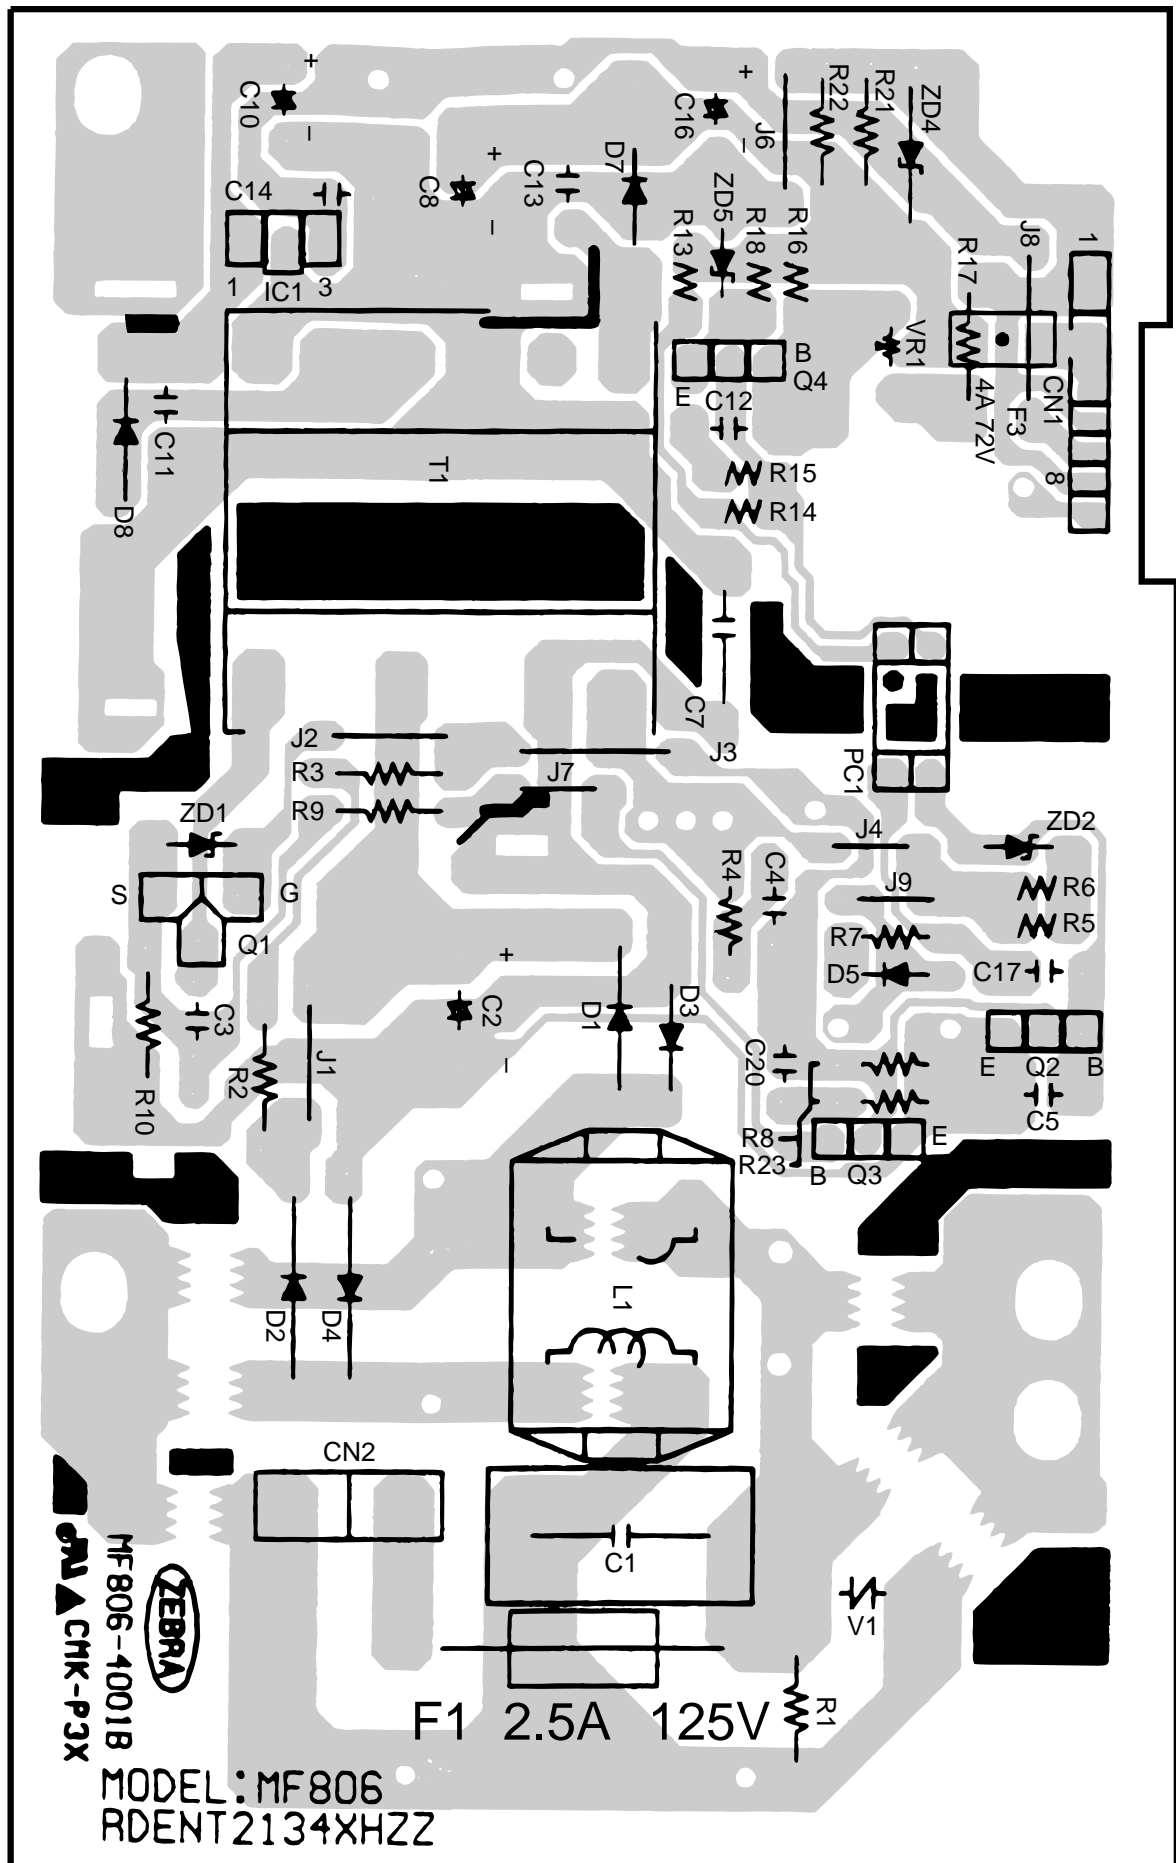 C10
+
–
C16
+
–
J6
R22
R21
ZD4
C14
C8
+
–
C13
D7
R13
ZD5
R18
R16
R17
J8
1
1
IC1
3
VR1
B
Q4
E
C12
4A 72V
F3
CN1
8
C11
D8
T1
R15
R14
C7
J2
J3
PC1
R3
J7
R9
ZD1
J4
ZD2
S
G
Q1
R4
C4
J9
R6
R5
R7
D5
C17
+
C2
–
D1
D3
C3
R10
R2
J1
C20
E
Q2
B
C5
R8
R23
B
Q3
E
D2
D4
L1
CN2
C1
V1
R1
F1 2.5A 125V
ZEBRA
MF806-4001B
CMK-P3X
MODEL:MF806
RDENT2134XHZZ